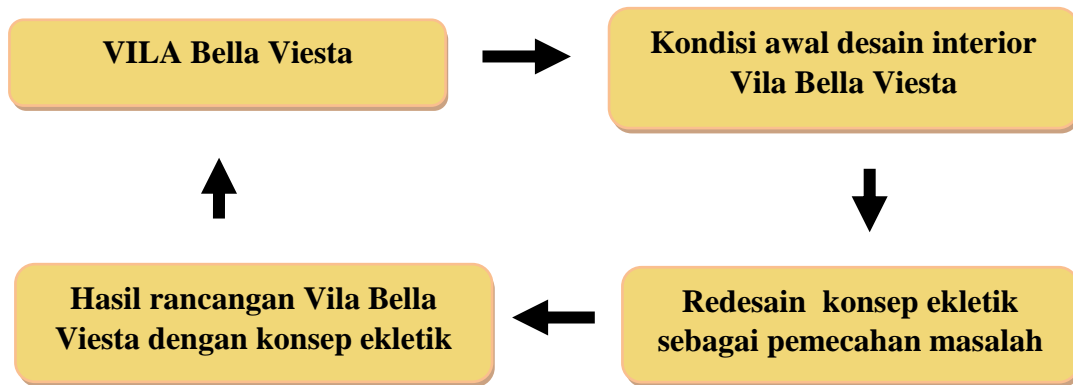 VILA Bella Viesta
Kondisi awal desain interior
Vila Bella Viesta
Redesain konsep ekletik
sebagai pemecahan masalah
Hasil rancangan Vila Bella
Viesta dengan konsep ekletik